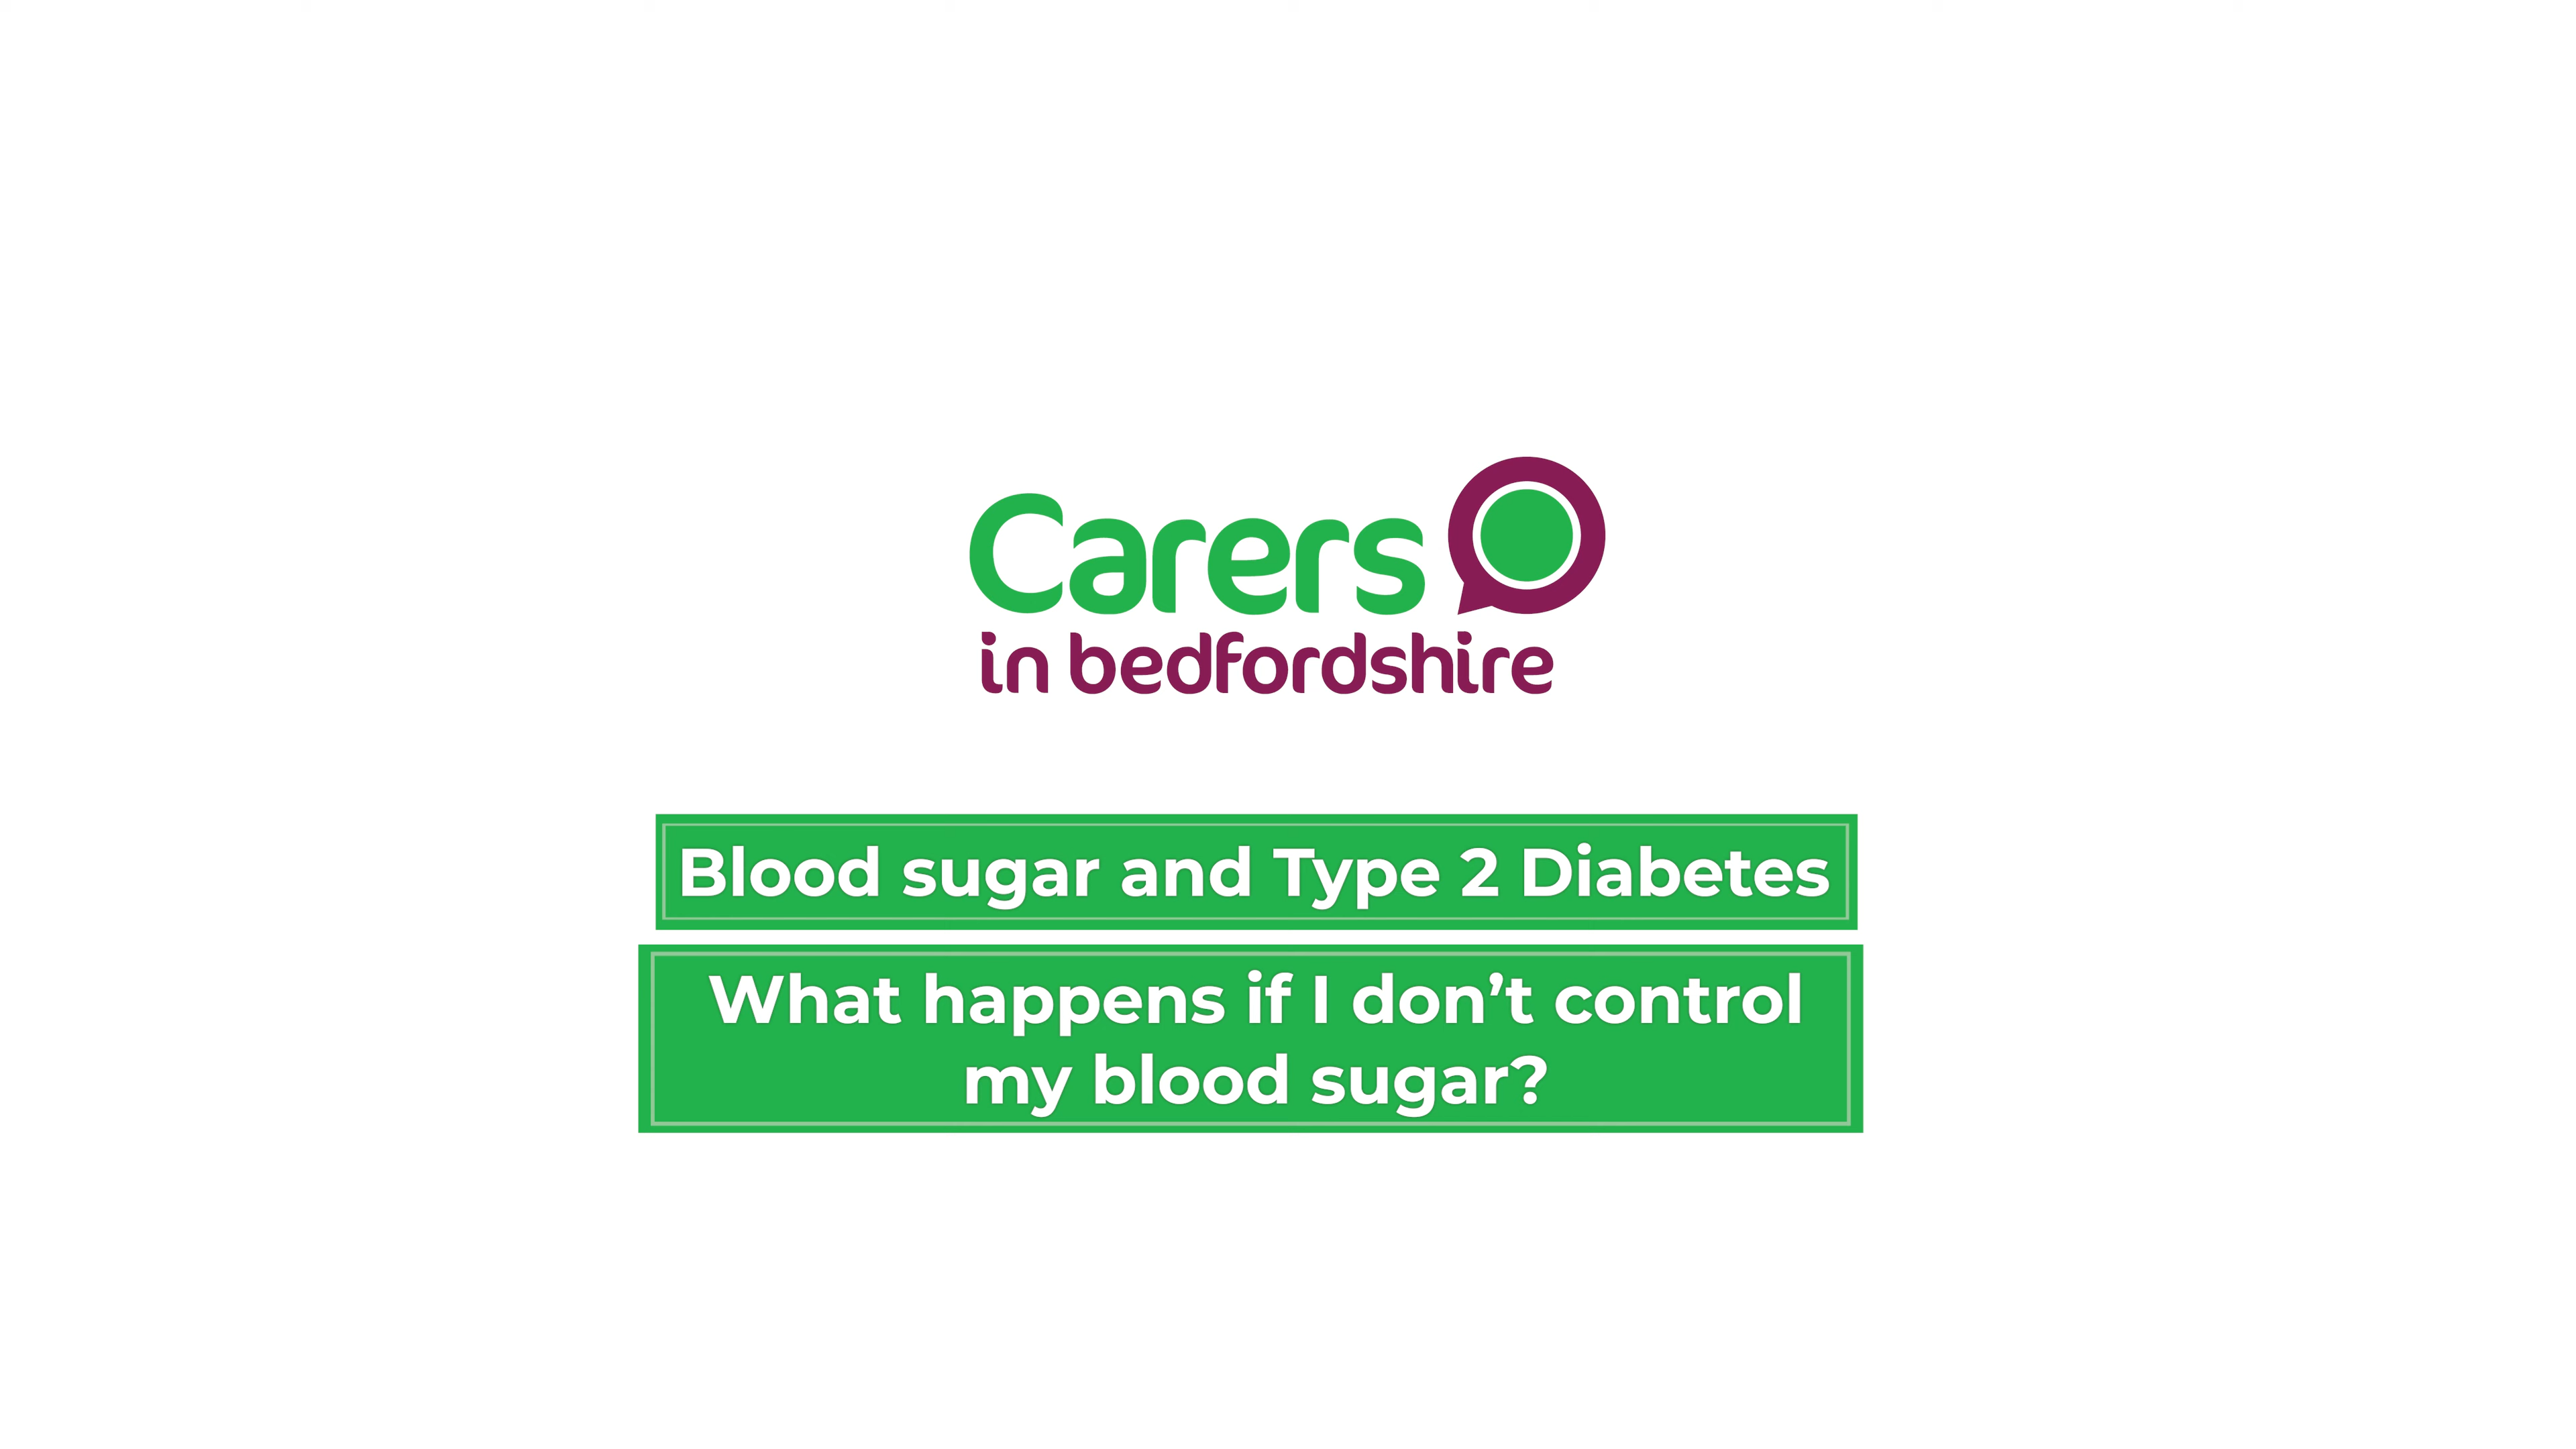 Carers
in bedfordshire
Blood sugar and Type 2 Diabetes
What happens if I don’t control
my blood sugar?